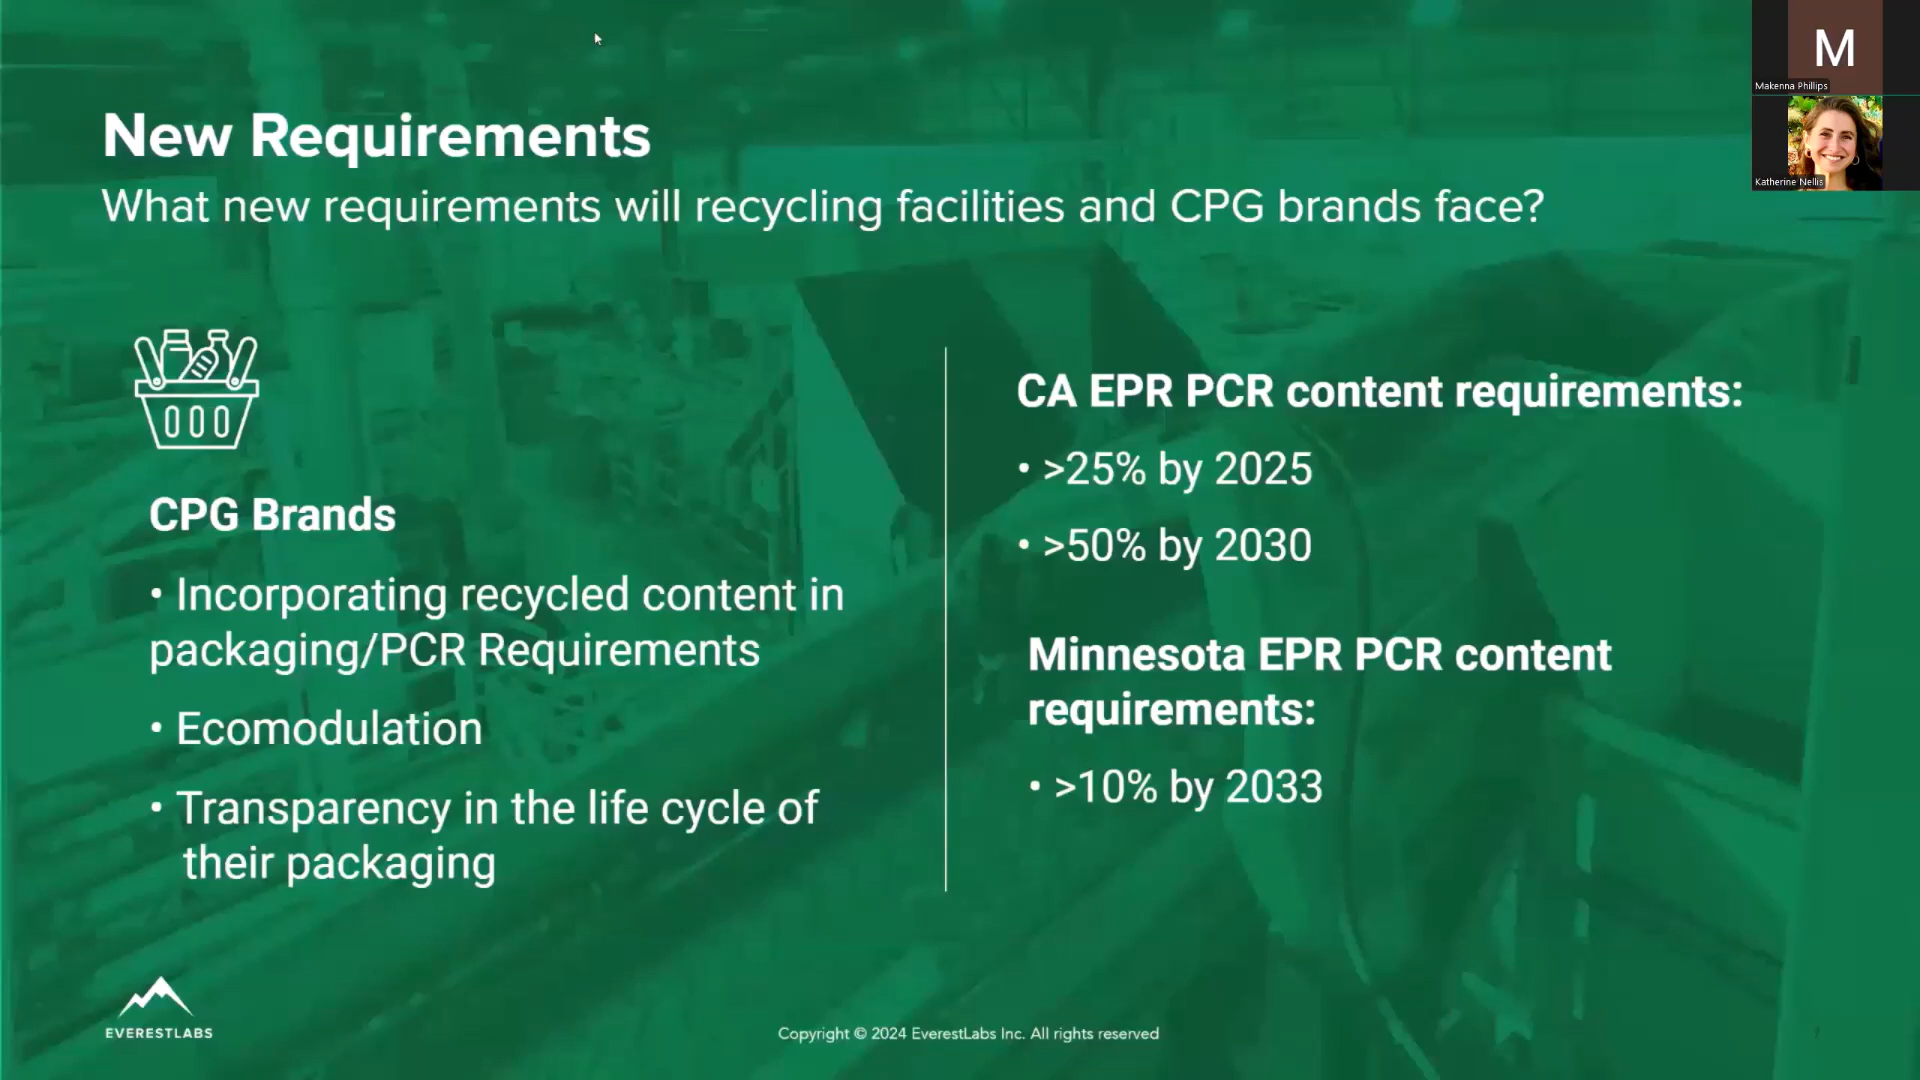 New Requirements
What new requirements will recycling facilities and CPG brands face?
CPG Brands
• Incorporating recycled content in
packaging/PCR Requirements
• Ecomodulation
• Transparency in the life cycle of
their packaging
CA EPR PCR content requirements:
• >25% by 2025
• >50% by 2030
Minnesota EPR PCR content
requirements:
• >10% by 2033
EVERESTLABS
Copyright © 2024 EverestLabs Inc. All rights reserved
M
Makenna Phillips
Katherine Nellis